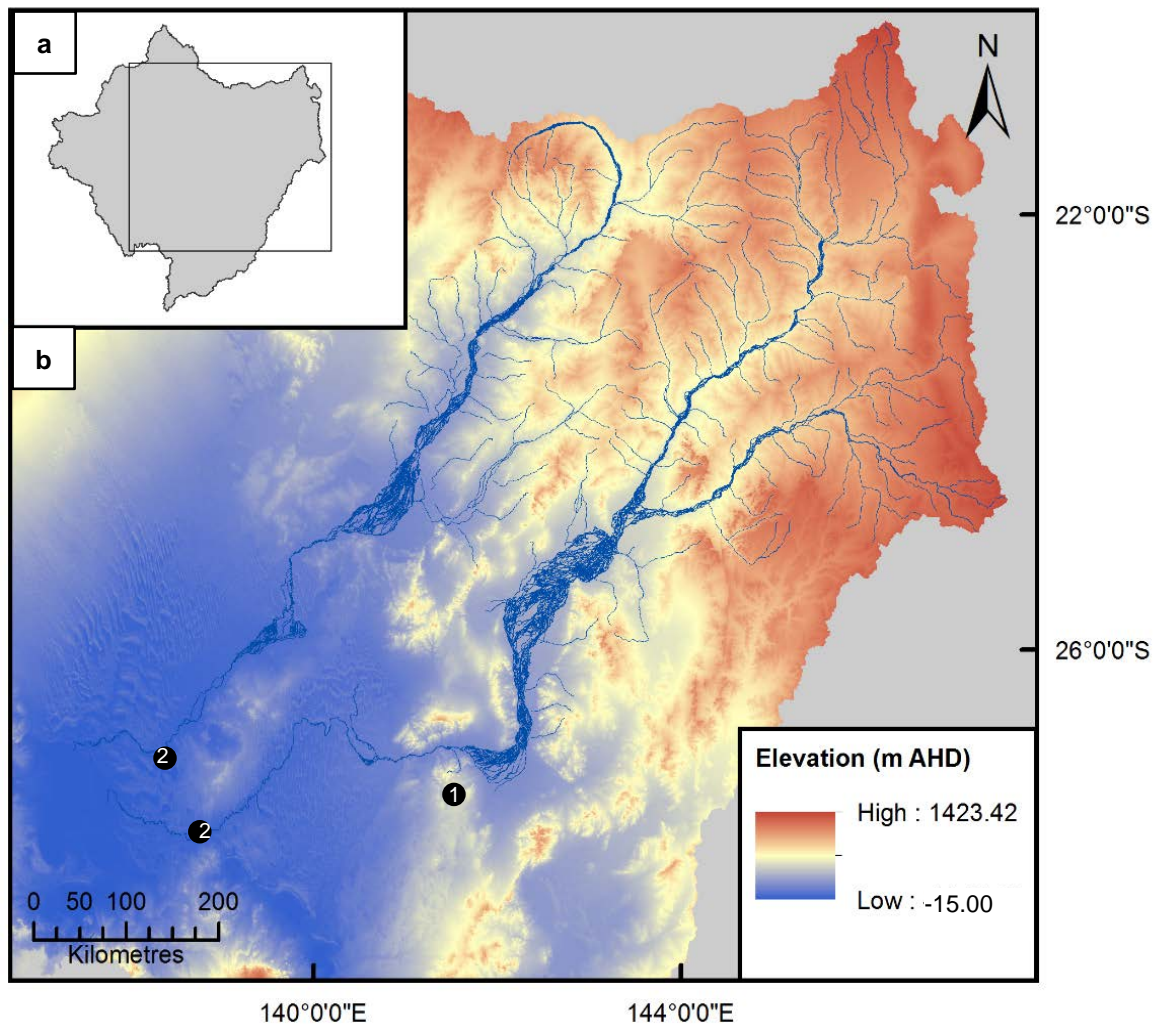 a
N
22°0'0"S
b
26°0'0"S
2
1
2
Elevation (m AHD)
High : 1423.42
Low : -15.00
0 50 100 200
Kilometres
140°0'0"E 144°0'0"E